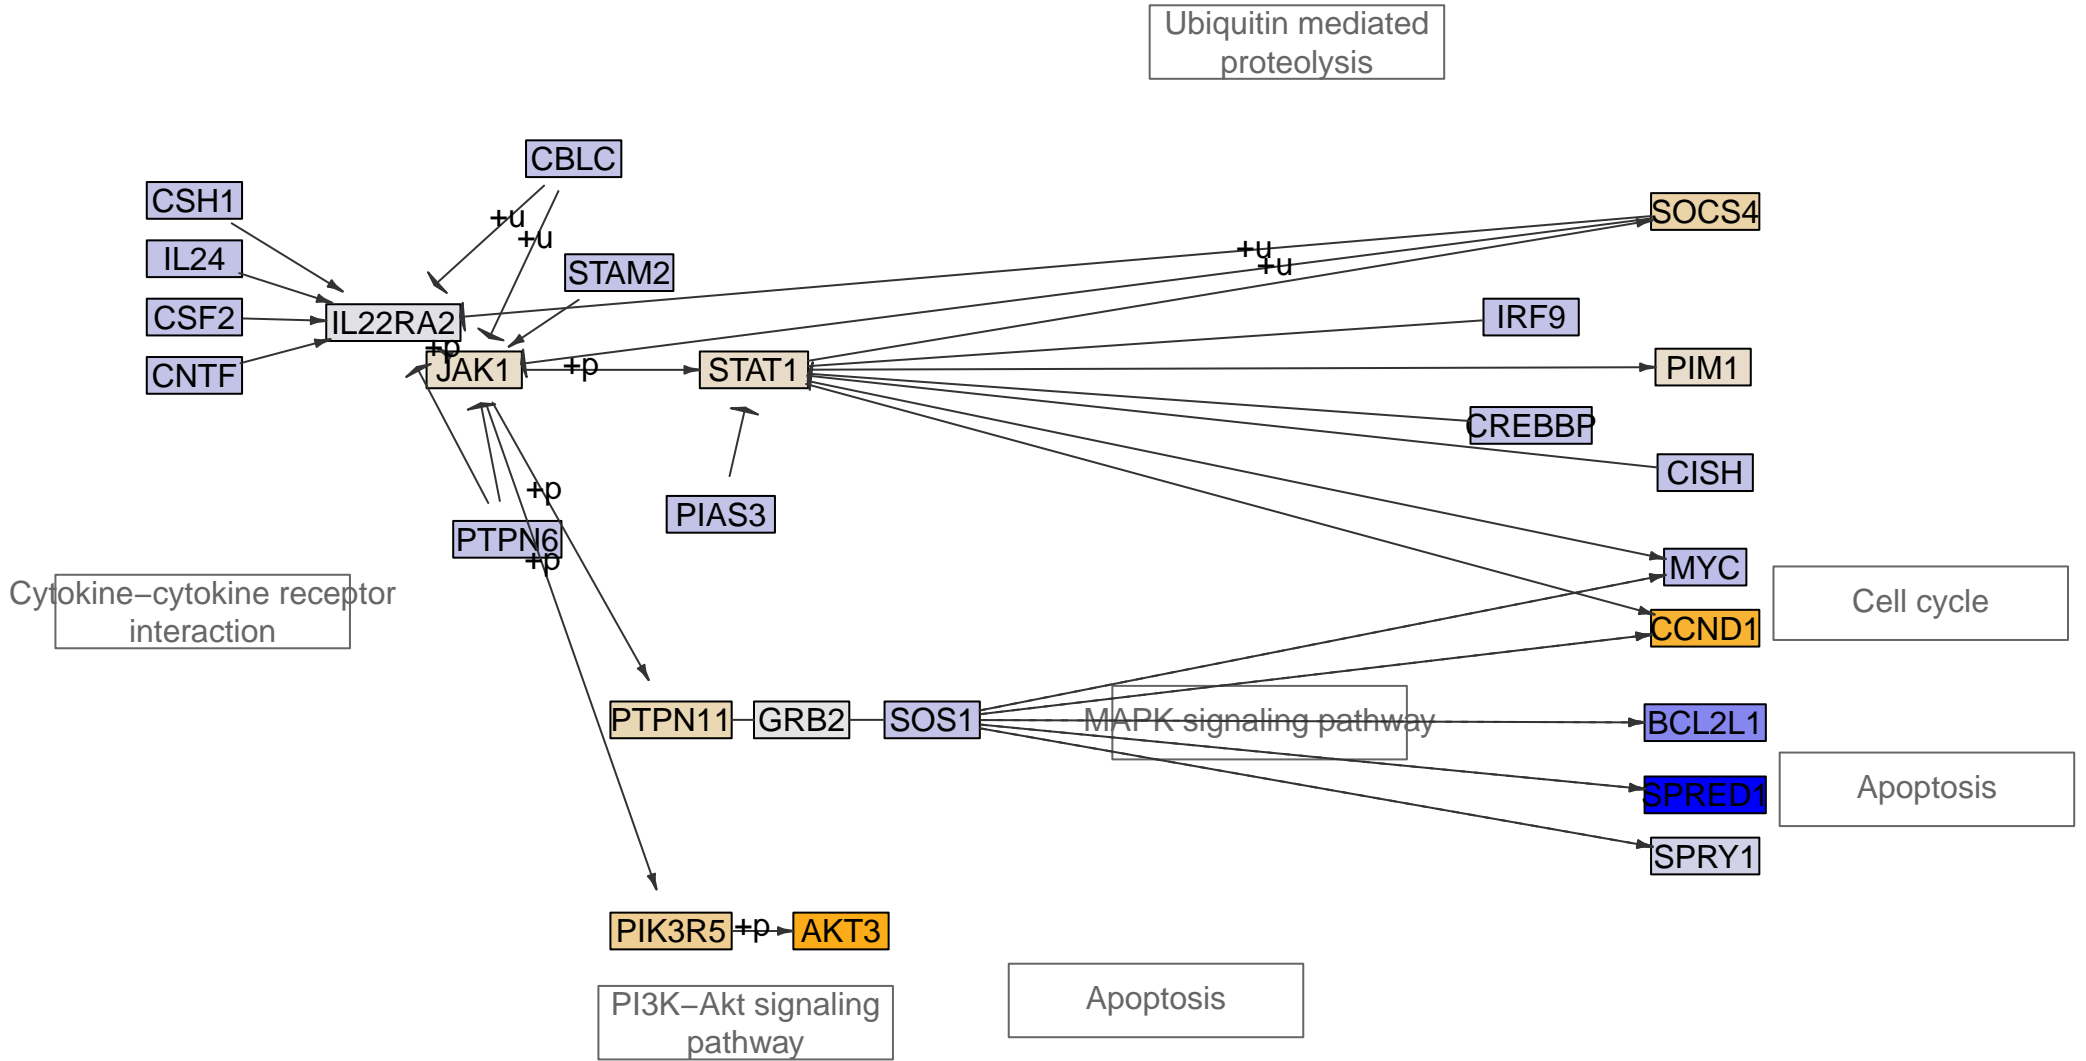 Ubiquitin mediated
proteolysis
CBLC
CSH1
SOCS4
+u
+u
+u
+u
IL24
STAM2
CSF2
IL22RA2
IRF9
+p
CNTF
JAK1
+p
STAT1
PIM1
CREBBP
CISH
+p
PTPN6
+p
PIAS3
MYC
Cytokine−cytokine receptor
interaction
Cell cycle
CCND1
PTPN11
GRB2
SOS1
MAPK signaling pathway
BCL2L1
SPRED1
Apoptosis
SPRY1
PIK3R5
+p
AKT3
PI3K−Akt signaling
pathway
Apoptosis